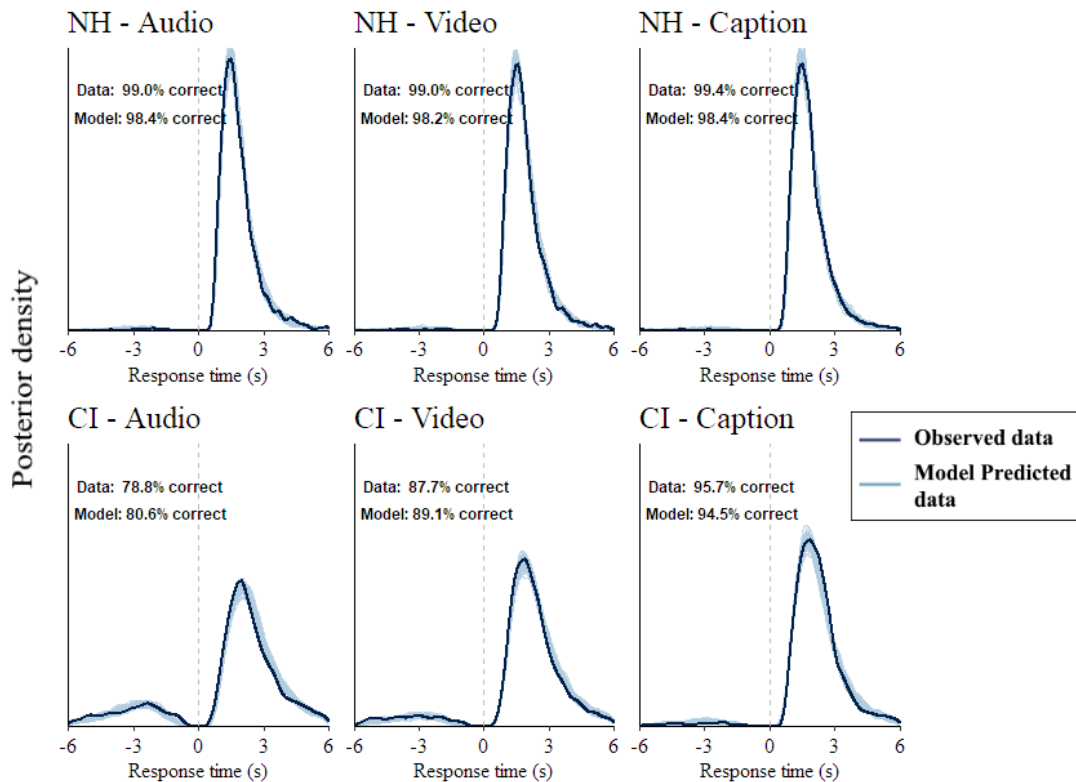 NH - Audio
NH - Video
NH - Caption
Data: 99.0% correct
Model: 98.4% correct
Data: 99.0% correct
Model: 98.2% correct
Data: 99.4% correct
Model: 98.4% correct
-6 -3 0 3 6
-6 -3 0 3 6
-6 -3 0 3 6
Response time (s)
Response time (s)
Response time (s)
Posterior density
CI - Audio
CI - Video
CI - Caption
Data: 78.8% correct
Model: 80.6% correct
Data: 87.7% correct
Model: 89.1% correct
Data: 95.7% correct
Model: 94.5% correct
Observed data
Model Predicted
data
-6 -3 0 3 6
-6 -3 0 3 6
-6 -3 0 3 6
Response time (s)
Response time (s)
Response time (s)